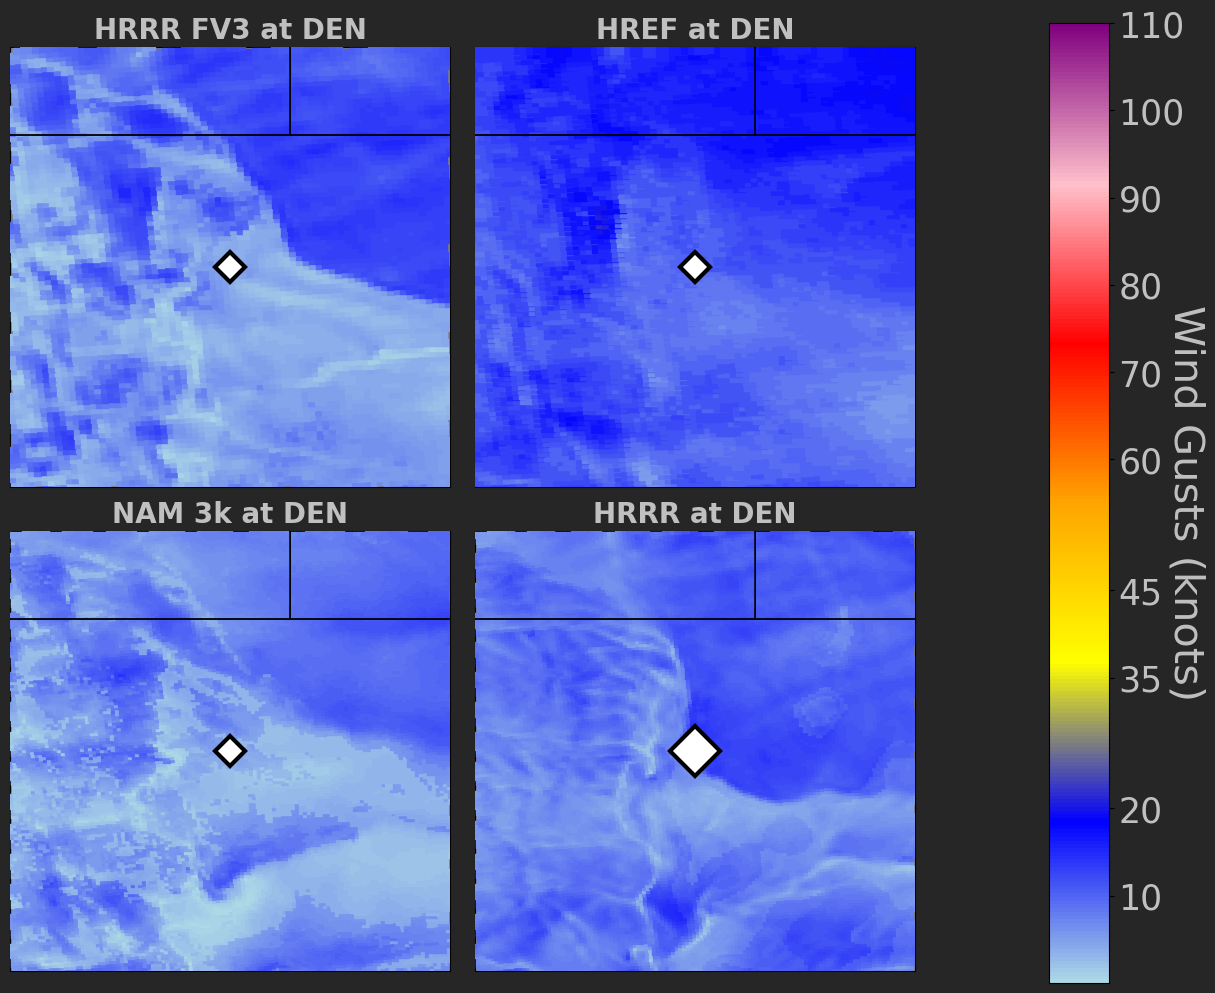 HRRR FV3 at DEN
HREF at DEN
NAM 3k at DEN
HRRR at DEN
110
100
90
80
70
60
45
35
20
10
Wind Gusts (knots)